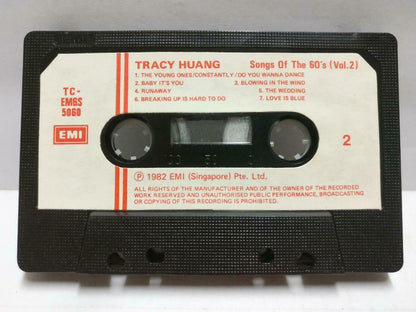 TRACY HUANG Songs Of The 60's (Vol.2)
1. THE YOUNG ONES/CONSTANTLY/DO YOU WANNA DANCE
2. BABY IT'S YOU 3. BLOWING IN THE WIND
4. RUNAWAY 5. THE WEDDING
6. BREAKING UP IS HARD TO DO 7. LOVE IS BLUE
TC-
EMGS
5060
EMI
2
℗ 1982 EMI (Singapore) Pte. Ltd.
ALL RIGHTS OF THE MANUFACTURER AND OF THE OWNER OF THE RECORDED
WORK RESERVED AND UNAUTHORISED PUBLIC PERFORMANCE, BROADCASTING
OR COPYING OF THIS RECORDING IS PROHIBITED.